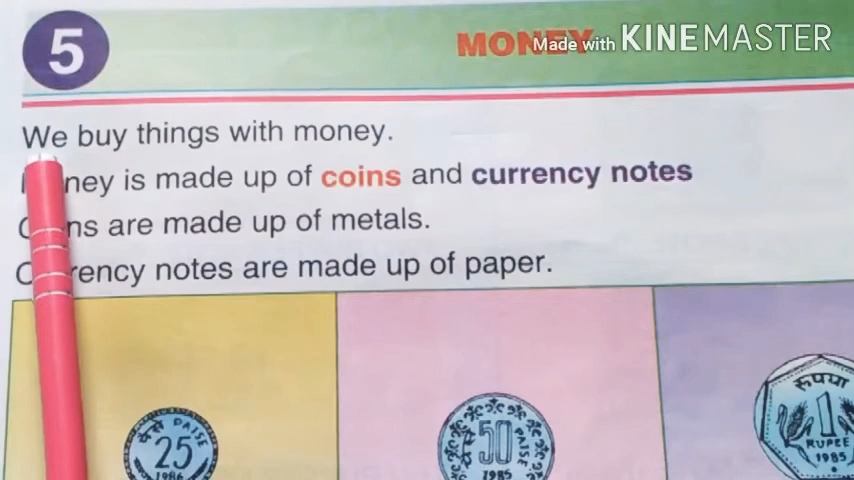 5
MONEY
Made with KINEMASTER
We buy things with money.
ney is made up of coins and currency notes
ns are made up of metals.
rency notes are made up of paper.
पैसे PAISE
25
1986
पैसे 50 PAISE
1985
रुपया
1
RUPEE
1985